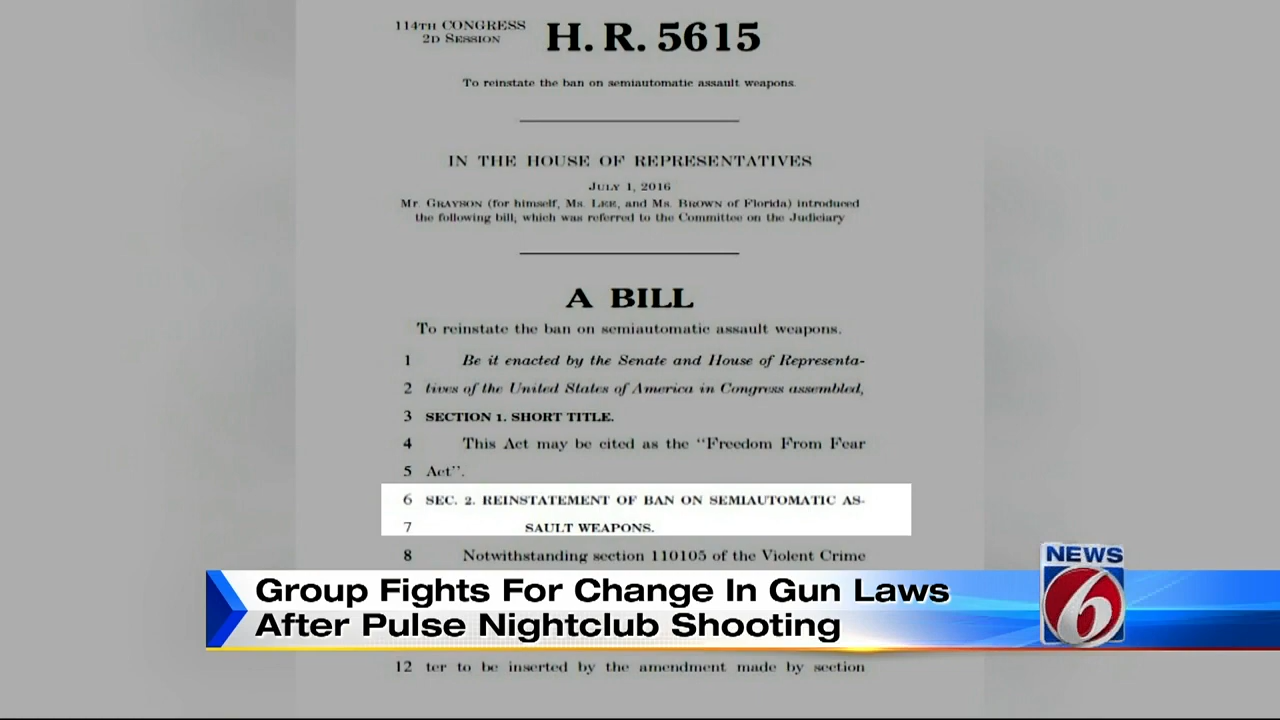 114TH CONGRESS
2D SESSION
H. R. 5615
To reinstate the ban on semiautomatic assault weapons.
IN THE HOUSE OF REPRESENTATIVES
JULY 1, 2016
Mr. GRAYSON (for himself, Ms. LEE, and Ms. BROWN of Florida) introduced
the following bill, which was referred to the Committee on the Judiciary
A BILL
To reinstate the ban on semiautomatic assault weapons.
1 Be it enacted by the Senate and House of Representa-
2 tives of the United States of America in Congress assembled,
3 SECTION 1. SHORT TITLE.
4 This Act may be cited as the "Freedom From Fear
5 Act".
6 SEC. 2. REINSTATEMENT OF BAN ON SEMIAUTOMATIC AS-
7 SAULT WEAPONS.
8 Notwithstanding section 110105 of the Violent Crime
Group Fights For Change In Gun Laws
After Pulse Nightclub Shooting
NEWS
6
12 ter to be inserted by the amendment made by section